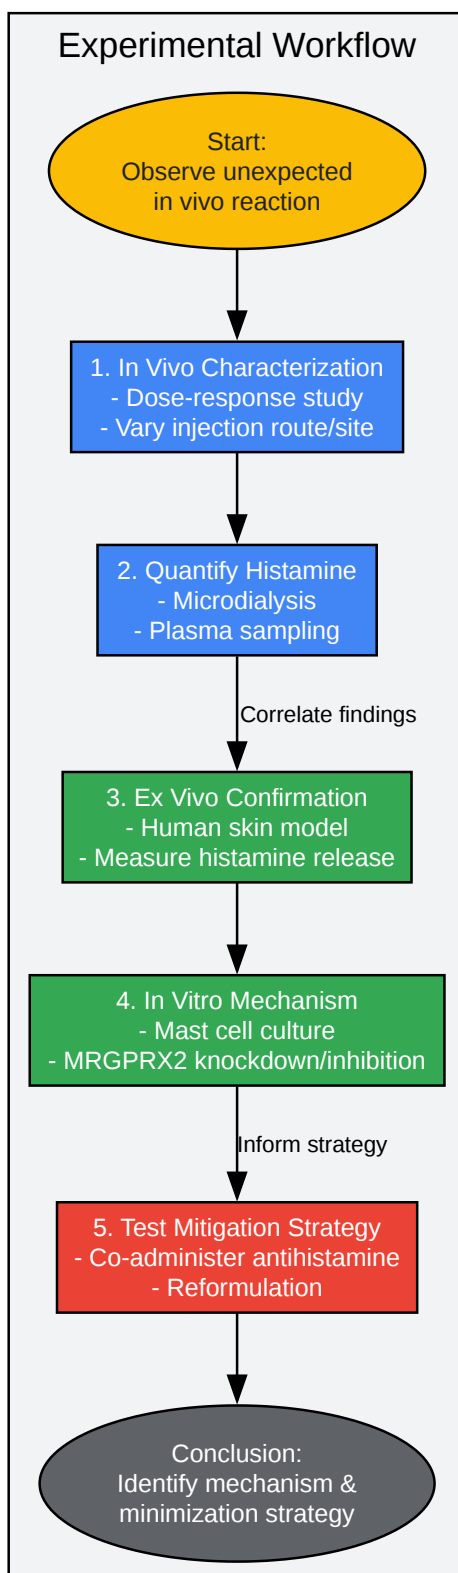 Experimental Workflow
Start:
Observe unexpected
in vivo reaction
1. In Vivo Characterization
- Dose-response study
- Vary injection route/site
2. Quantify Histamine
- Microdialysis
- Plasma sampling
Correlate findings
3. Ex Vivo Confirmation
- Human skin model
- Measure histamine release
4. In Vitro Mechanism
- Mast cell culture
- MRGPRX2 knockdown/inhibition
Inform strategy
5. Test Mitigation Strategy
- Co-administer antihistamine
- Reformulation
Conclusion:
Identify mechanism &
minimization strategy